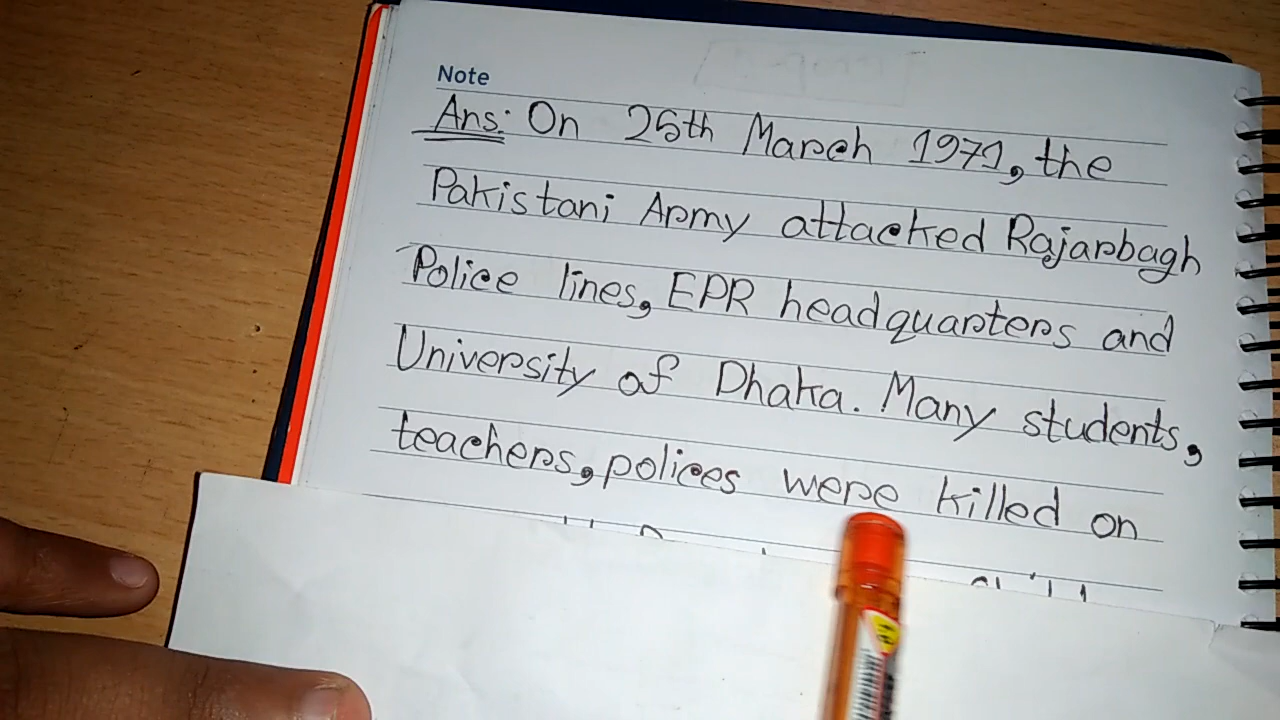 Note
Ans: On 25th March 1971, the
Pakistani Army attacked Rajarbagh
Police lines, EPR headquarters and
University of Dhaka. Many students,
teachers, polices were killed on